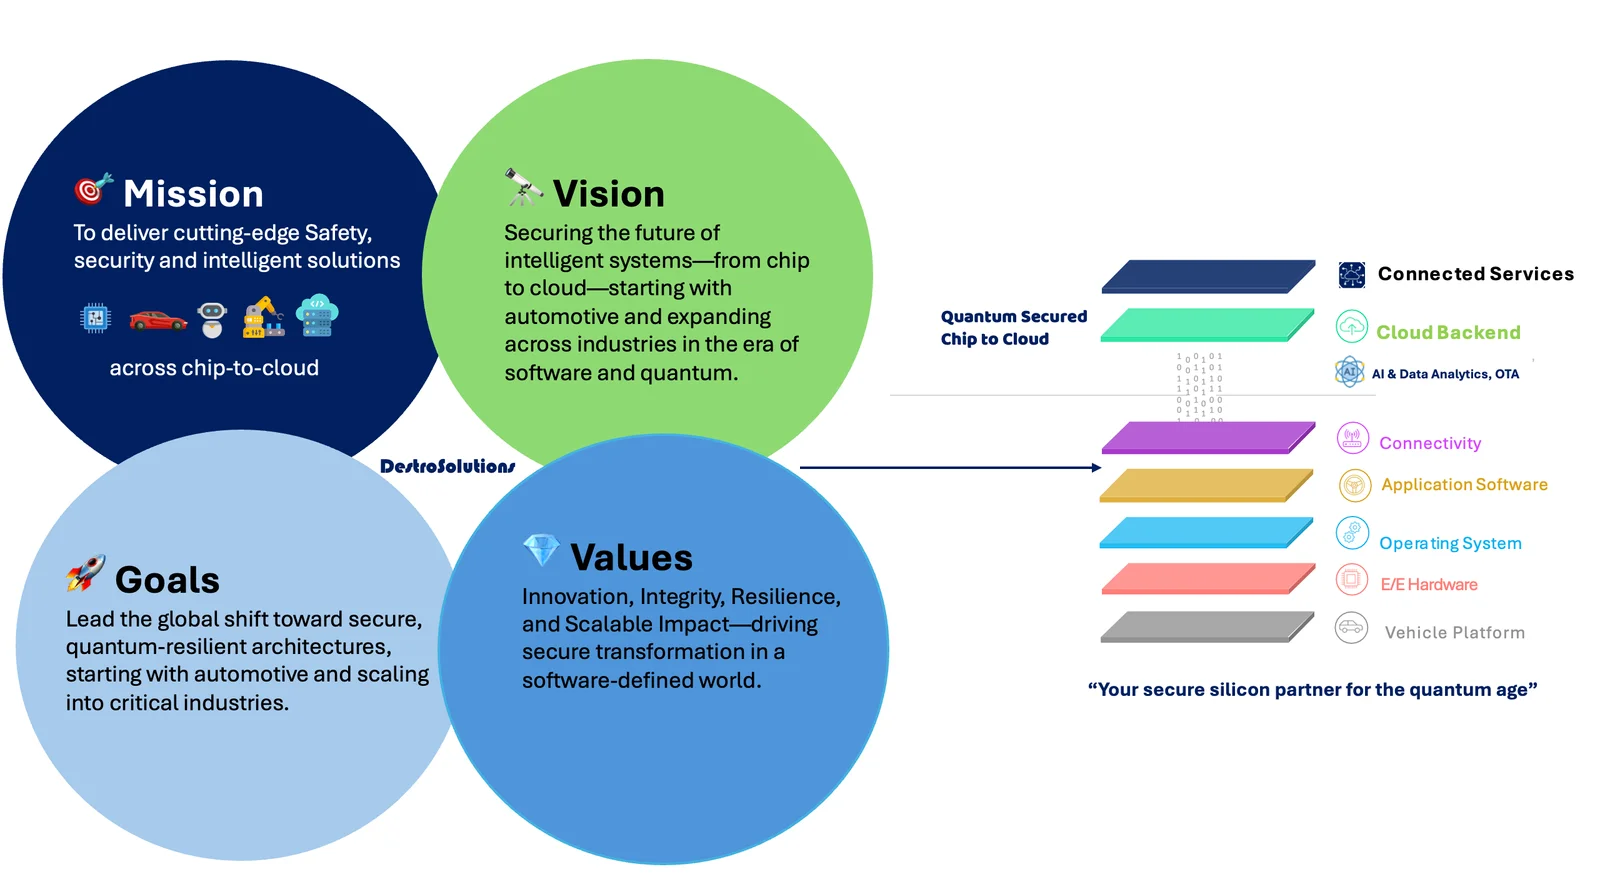 Mission
To deliver cutting-edge Safety,
security and intelligent solutions
across chip-to-cloud
Vision
Securing the future of
intelligent systems—from chip
to cloud—starting with
automotive and expanding
across industries in the era of
software and quantum.
DestroSolutions
Goals
Lead the global shift toward secure,
quantum-resilient architectures,
starting with automotive and scaling
into critical industries.
Values
Innovation, Integrity, Resilience,
and Scalable Impact—driving
secure transformation in a
software-defined world.
Quantum Secured
Chip to Cloud
Connected Services
Cloud Backend
AI
AI & Data Analytics, OTA
Connectivity
Application Software
Operating System
E/E Hardware
Vehicle Platform
“Your secure silicon partner for the quantum age”